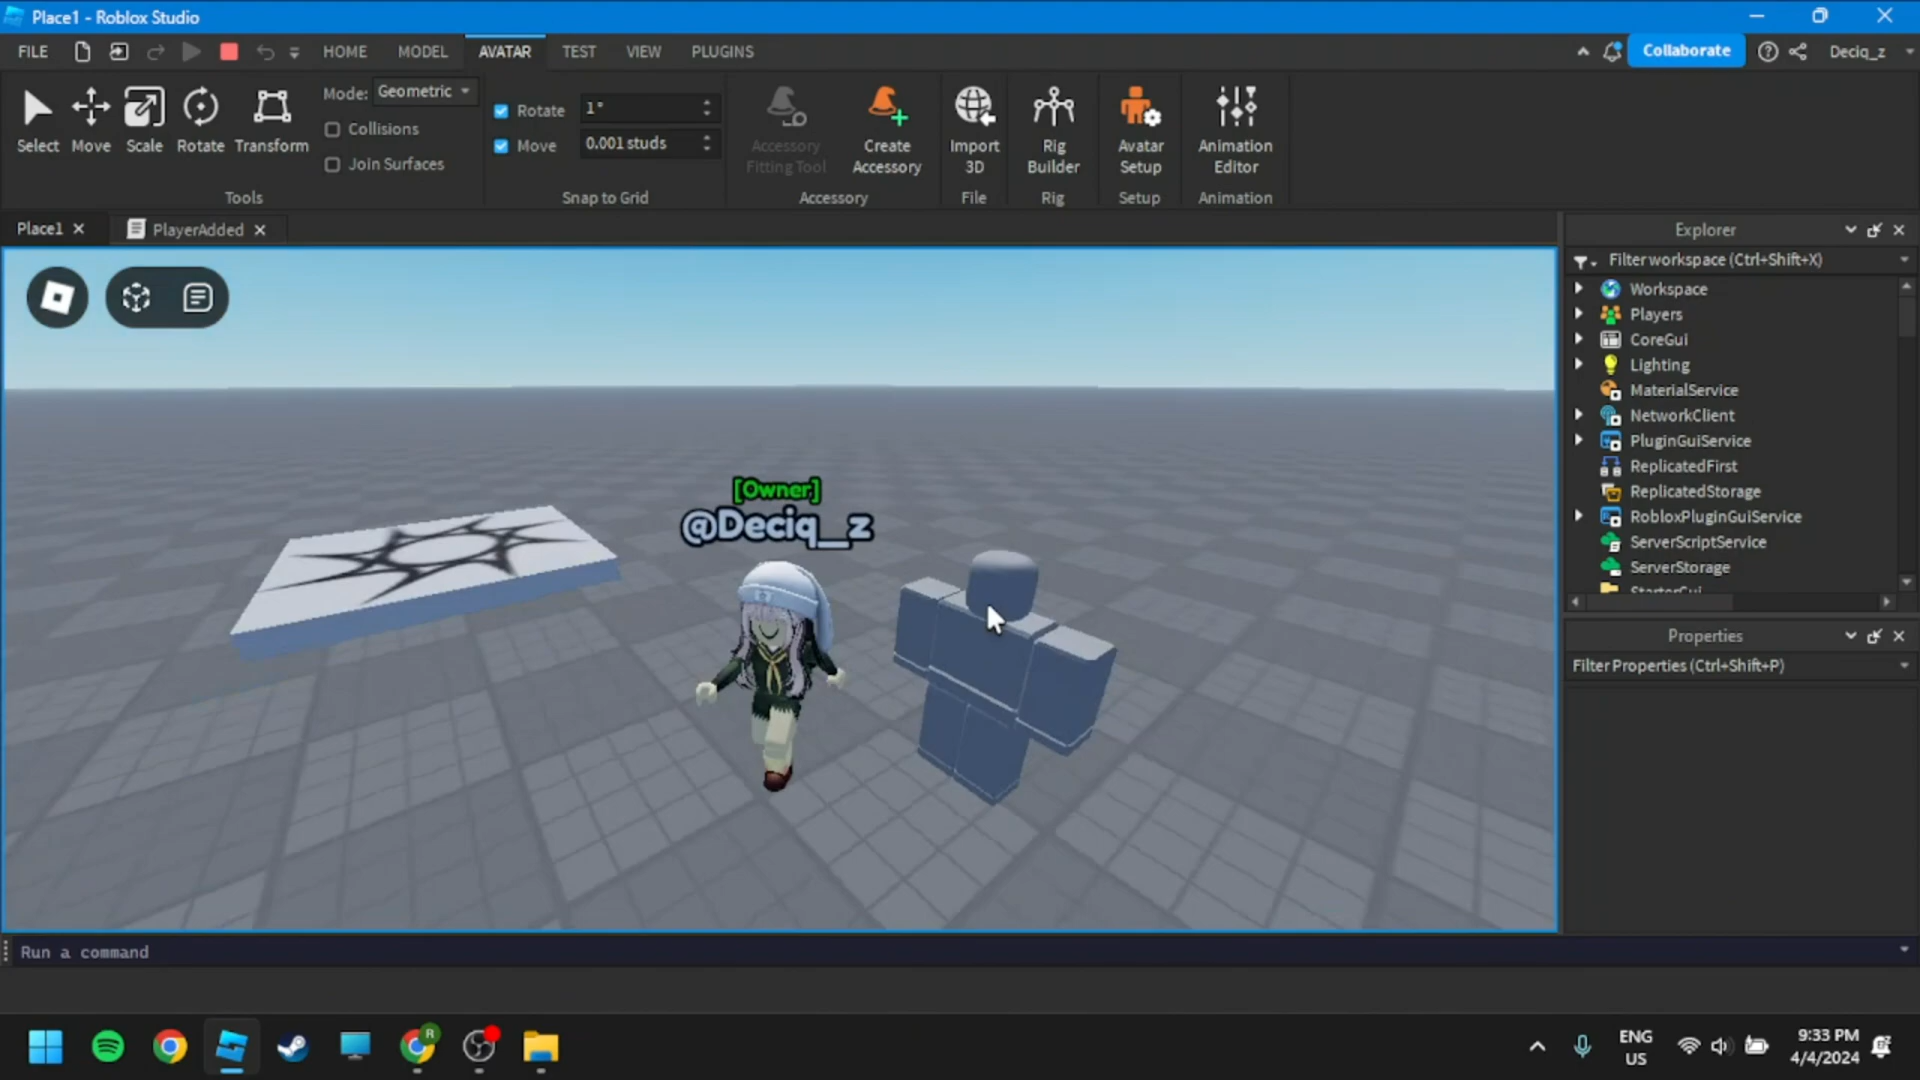 Place1 - Roblox Studio
FILE HOME MODEL AVATAR TEST VIEW PLUGINS Collaborate Deciq_z
Select Move Scale Rotate Transform
Mode: Geometric
Collisions
Join Surfaces
Tools
Rotate 1°
Move 0.001 studs
Snap to Grid
Accessory Fitting Tool
Create Accessory
Accessory
Import 3D
File
Rig Builder
Rig
Avatar Setup
Setup
Animation Editor
Animation
Place1 PlayerAdded
[Owner]
@Deciq__z
Explorer
Filter workspace (Ctrl+Shift+X)
Workspace
Players
CoreGui
Lighting
MaterialService
NetworkClient
PluginGuiService
ReplicatedFirst
ReplicatedStorage
RobloxPluginGuiService
ServerScriptService
ServerStorage
StarterGui
Properties
Filter Properties (Ctrl+Shift+P)
Run a command
R
ENG
US
9:33 PM
4/4/2024